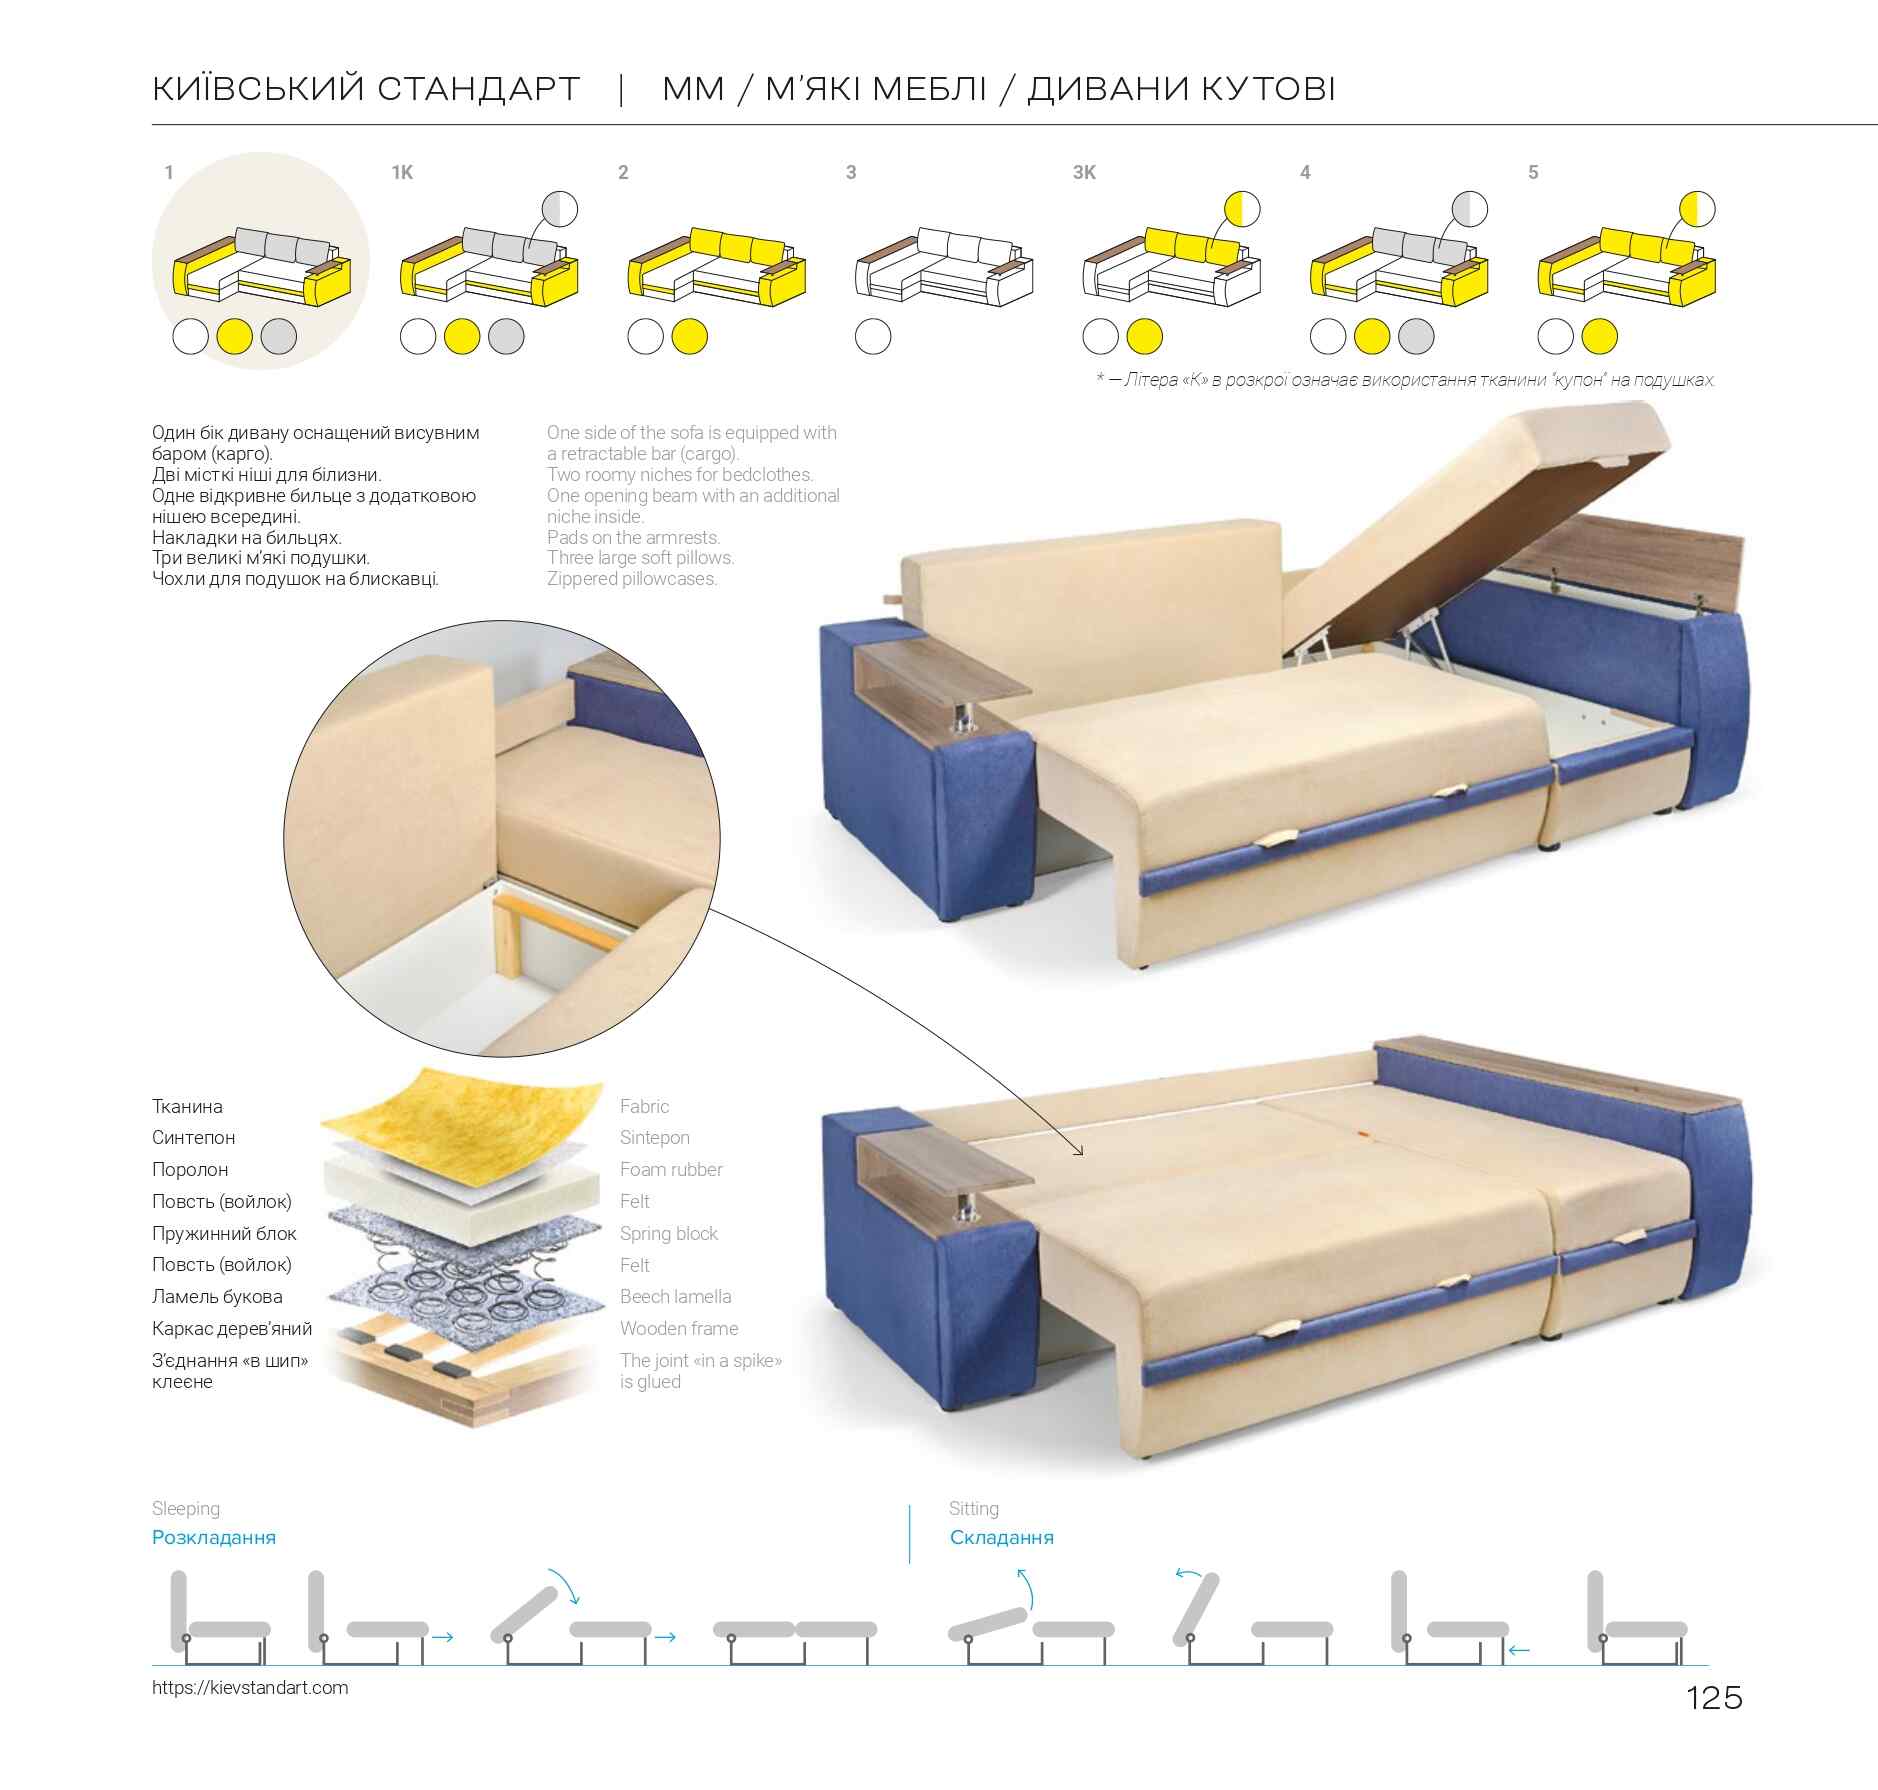 КИЇВСЬКИЙ СТАНДАРТ | ММ / М’ЯКІ МЕБЛІ / ДИВАНИ КУТОВІ
1 1K 2 3 3K 4 5
* — Літера «К» в розкрої означає використання тканини “купон” на подушках.
Один бік дивану оснащений висувним
баром (карго).
Дві місткі ніші для білизни.
Одне відкривне бильце з додатковою
нішею всередині.
Накладки на бильцях.
Три великі м’які подушки.
Чохли для подушок на блискавці.
One side of the sofa is equipped with
a retractable bar (cargo).
Two roomy niches for bedclothes.
One opening beam with an additional
niche inside.
Pads on the armrests.
Three large soft pillows.
Zippered pillowcases.
Тканина
Синтепон
Поролон
Повсть (войлок)
Пружинний блок
Повсть (войлок)
Ламель букова
Каркас дерев’яний
З’єднання «в шип»
клеєне
Fabric
Sintepon
Foam rubber
Felt
Spring block
Felt
Beech lamella
Wooden frame
The joint «in a spike»
is glued
Sleeping
Розкладання
Sitting
Складання
https://kievstandart.com
125